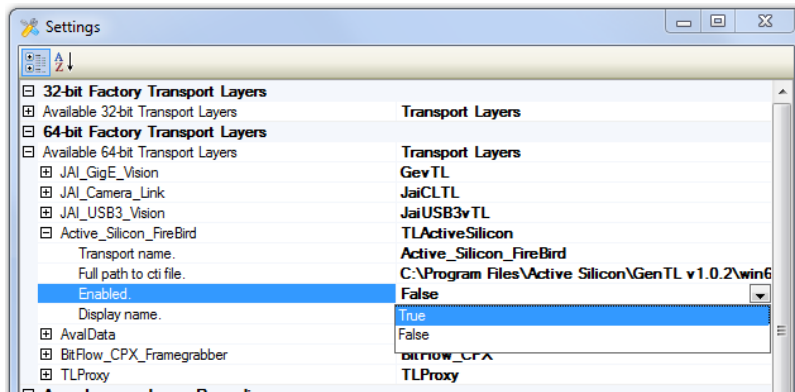 Settings
32-bit Factory Transport Layers
Available 32-bit Transport Layers Transport Layers
64-bit Factory Transport Layers
Available 64-bit Transport Layers Transport Layers
JAI_GigE_Vision GevTL
JAI_Camera_Link JaiCLTL
JAI_USB3_Vision JaiUSB3vTL
Active_Silicon_FireBird TLActiveSilicon
Transport name. Active_Silicon_FireBird
Full path to cti file. C:\Program Files\Active Silicon\GenTL v1.0.2\win6
Enabled. False
Display name. True
False
AvalData
BitFlow_CPX_Framegrabber BitFlow_CPX
TLProxy TLProxy